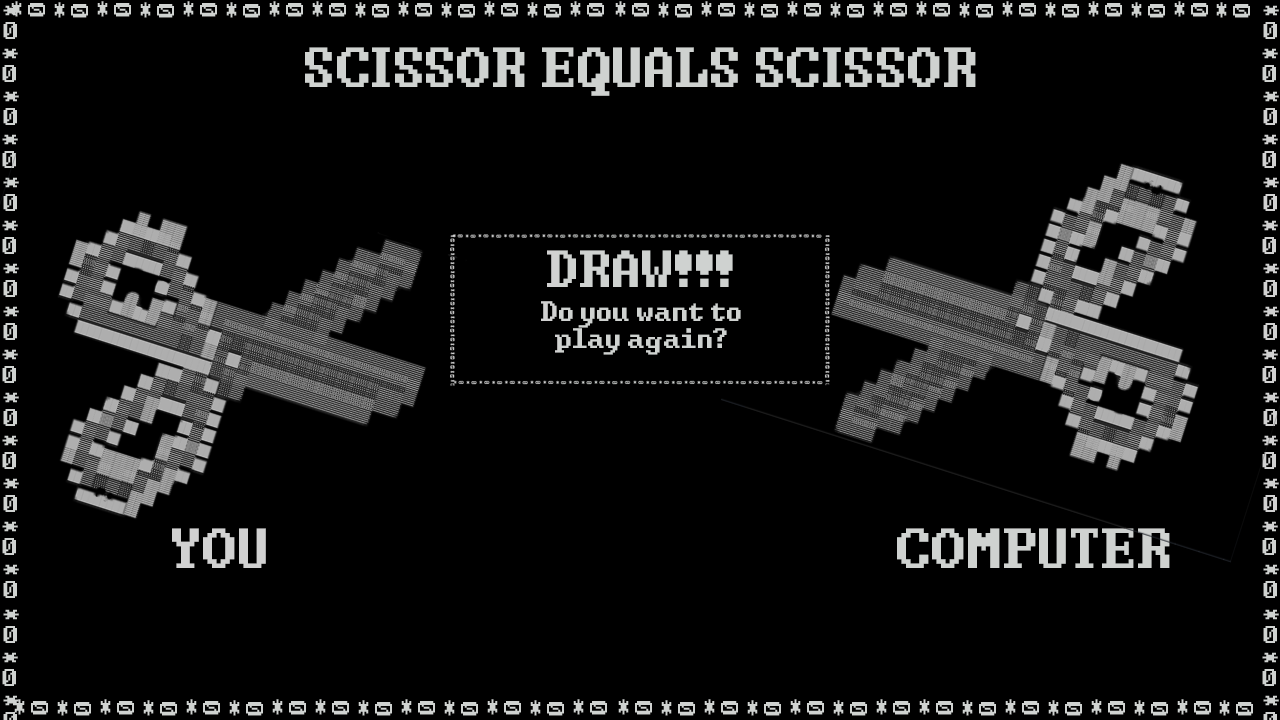 SCISSOR EQUALS SCISSOR
DRAW!!!
Do you want to
play again?
YOU
COMPUTER